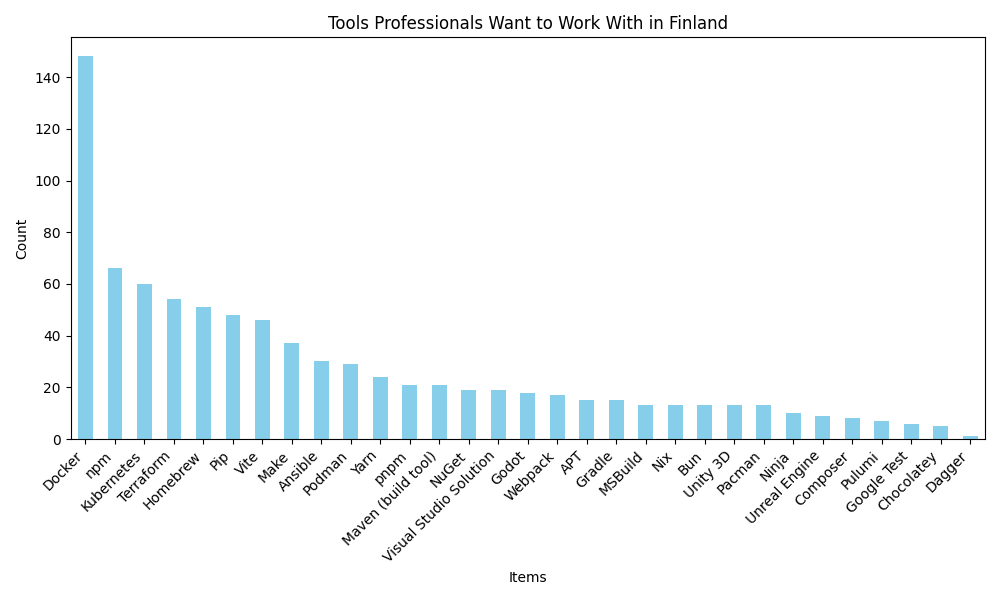 Tools Professionals Want to Work With in Finland
Count
140
120
100
80
60
40
20
0
Docker
npm
Kubernetes
Terraform
Homebrew
Pip
Vite
Make
Ansible
Podman
Yarn
pnpm
Maven (build tool)
NuGet
Visual Studio Solution
Godot
Webpack
APT
Gradle
MSBuild
Nix
Bun
Unity 3D
Pacman
Ninja
Unreal Engine
Composer
Pulumi
Google Test
Chocolatey
Dagger
Items